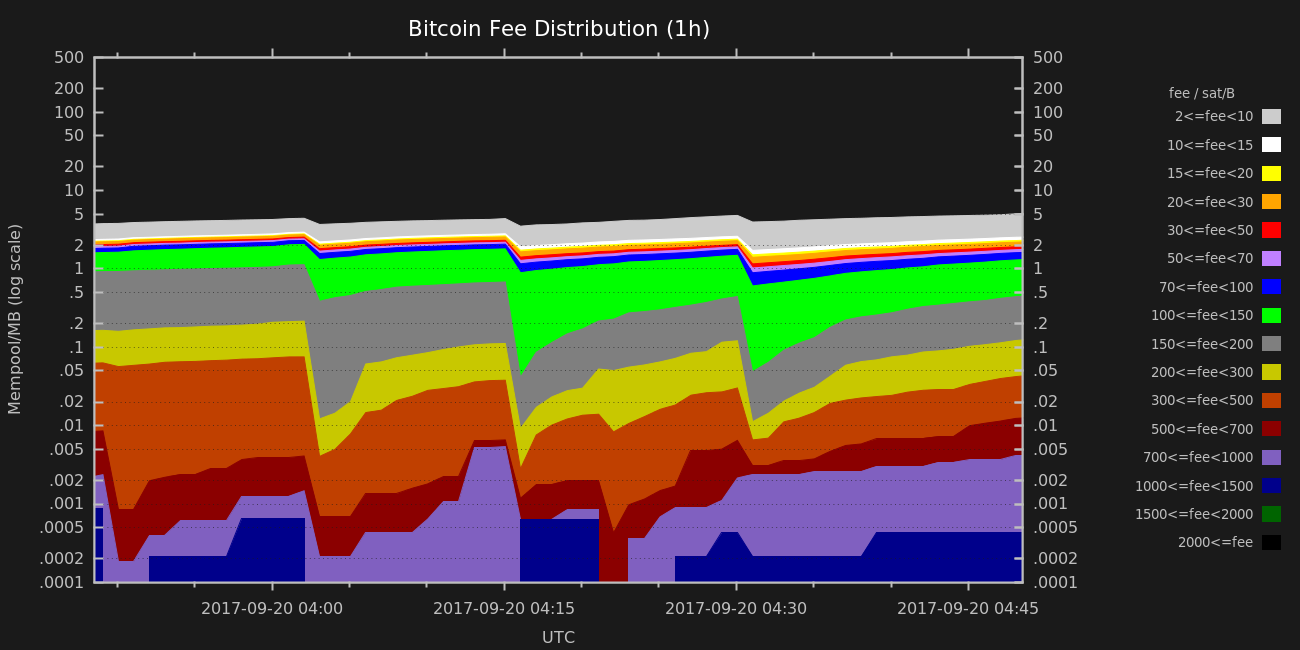 Bitcoin Fee Distribution (1h)
500 500
200 200
100 100
50 50
20 20
10 10
5 5
2 2
1 1
.5 .5
.2 .2
.1 .1
.05 .05
.02 .02
.01 .01
.005 .005
.002 .002
.001 .001
.0005 .0005
.0002 .0002
.0001 .0001
Mempool/MB (log scale)
2017-09-20 04:00 2017-09-20 04:15 2017-09-20 04:30 2017-09-20 04:45
UTC
fee / sat/B
2<=fee<10
10<=fee<15
15<=fee<20
20<=fee<30
30<=fee<50
50<=fee<70
70<=fee<100
100<=fee<150
150<=fee<200
200<=fee<300
300<=fee<500
500<=fee<700
700<=fee<1000
1000<=fee<1500
1500<=fee<2000
2000<=fee